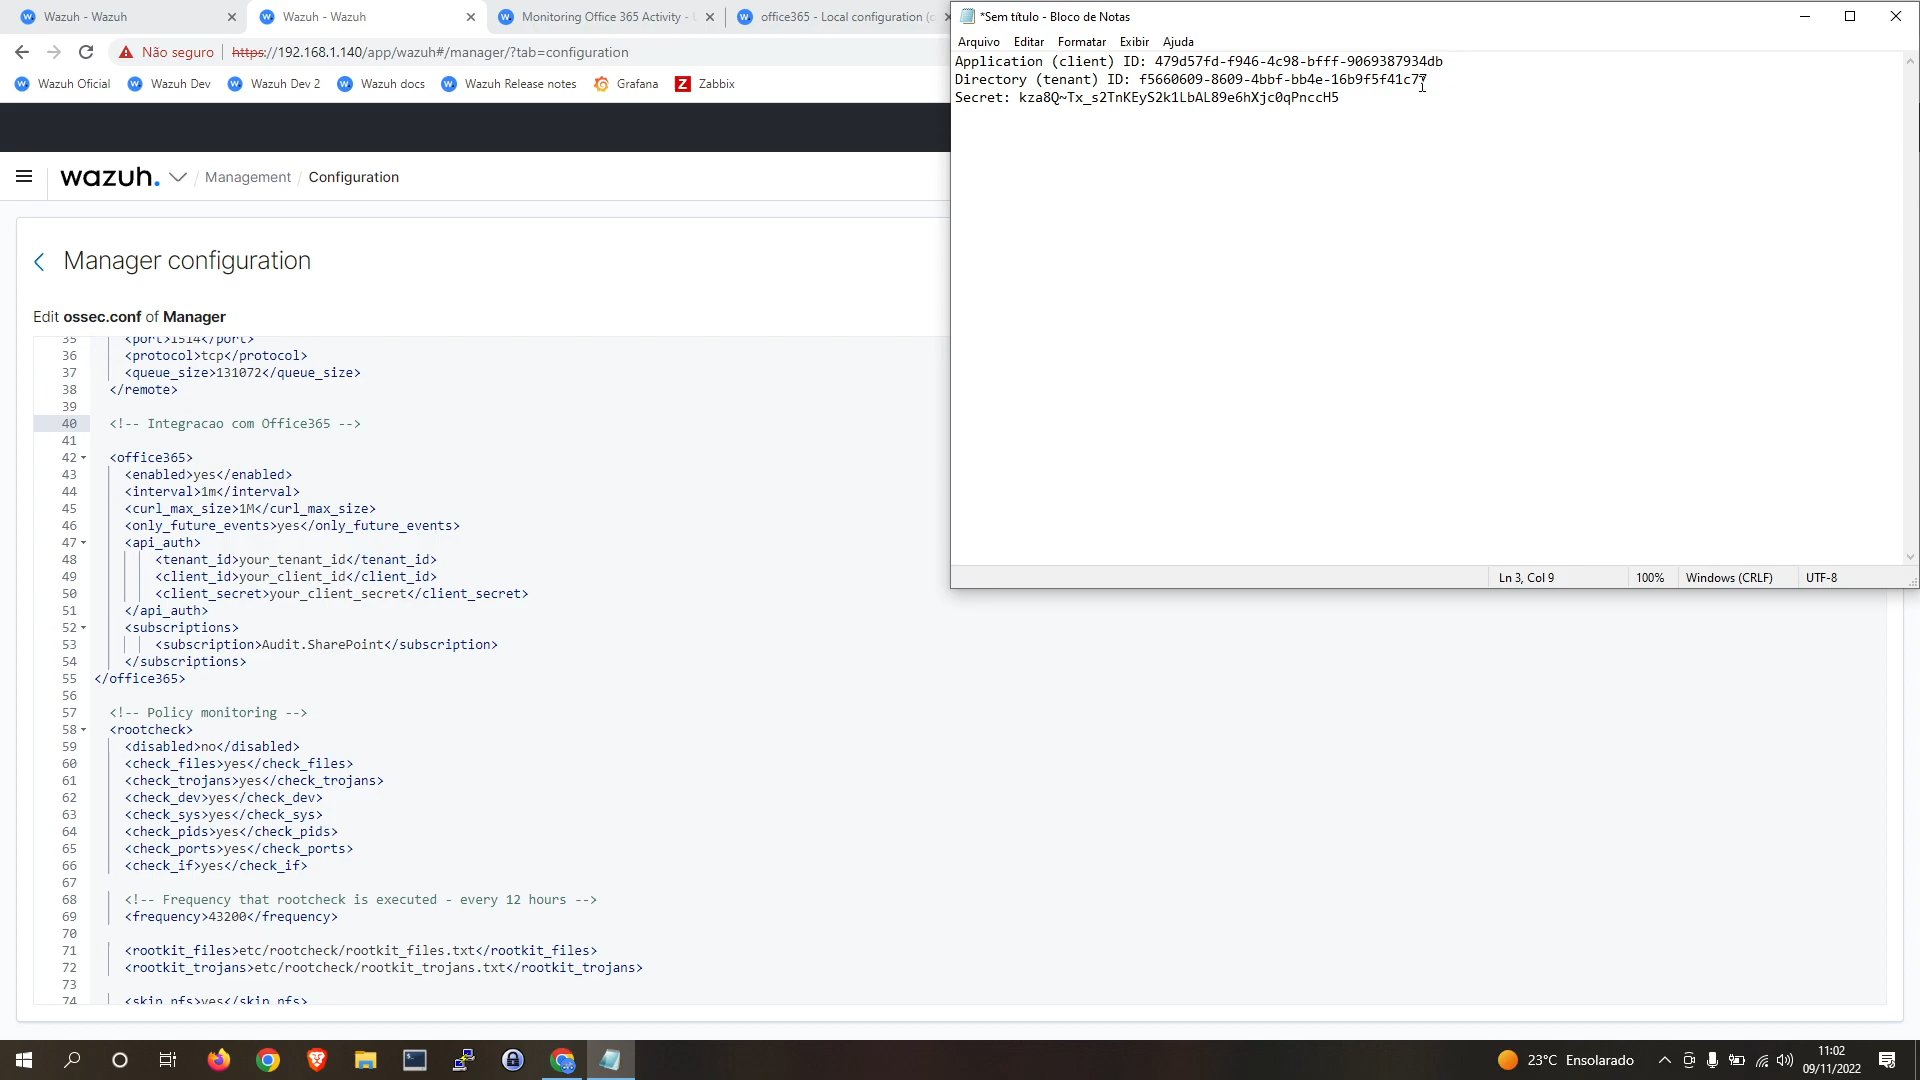 Wazuh - Wazuh
Wazuh - Wazuh
Monitoring Office 365 Activity -
office365 - Local configuration (
Não seguro
https://192.168.1.140/app/wazuh#/manager/?tab=configuration
Wazuh Oficial
Wazuh Dev
Wazuh Dev 2
Wazuh docs
Wazuh Release notes
Grafana
Zabbix
wazuh. / Management / Configuration
Manager configuration
Edit ossec.conf of Manager
35 <port>1514</port>
36 <protocol>tcp</protocol>
37 <queue_size>131072</queue_size>
38 </remote>
39
40 <!-- Integracao com Office365 -->
41
42 <office365>
43 <enabled>yes</enabled>
44 <interval>1m</interval>
45 <curl_max_size>1M</curl_max_size>
46 <only_future_events>yes</only_future_events>
47 <api_auth>
48 <tenant_id>your_tenant_id</tenant_id>
49 <client_id>your_client_id</client_id>
50 <client_secret>your_client_secret</client_secret>
51 </api_auth>
52 <subscriptions>
53 <subscription>Audit.SharePoint</subscription>
54 </subscriptions>
55 </office365>
56
57 <!-- Policy monitoring -->
58 <rootcheck>
59 <disabled>no</disabled>
60 <check_files>yes</check_files>
61 <check_trojans>yes</check_trojans>
62 <check_dev>yes</check_dev>
63 <check_sys>yes</check_sys>
64 <check_pids>yes</check_pids>
65 <check_ports>yes</check_ports>
66 <check_if>yes</check_if>
67
68 <!-- Frequency that rootcheck is executed - every 12 hours -->
69 <frequency>43200</frequency>
70
71 <rootkit_files>etc/rootcheck/rootkit_files.txt</rootkit_files>
72 <rootkit_trojans>etc/rootcheck/rootkit_trojans.txt</rootkit_trojans>
73
74 <skip_nfs>yes</skip_nfs>
*Sem título - Bloco de Notas
Arquivo Editar Formatar Exibir Ajuda
Application (client) ID: 479d57fd-f946-4c98-bfff-9069387934db
Directory (tenant) ID: f5660609-8609-4bbf-bb4e-16b9f5f41c77
Secret: kza8Q~Tx_s2TnKEyS2k1LbAL89e6hXjc0qPnccH5
Ln 3, Col 9
100%
Windows (CRLF)
UTF-8
23°C Ensolarado
11:02
09/11/2022